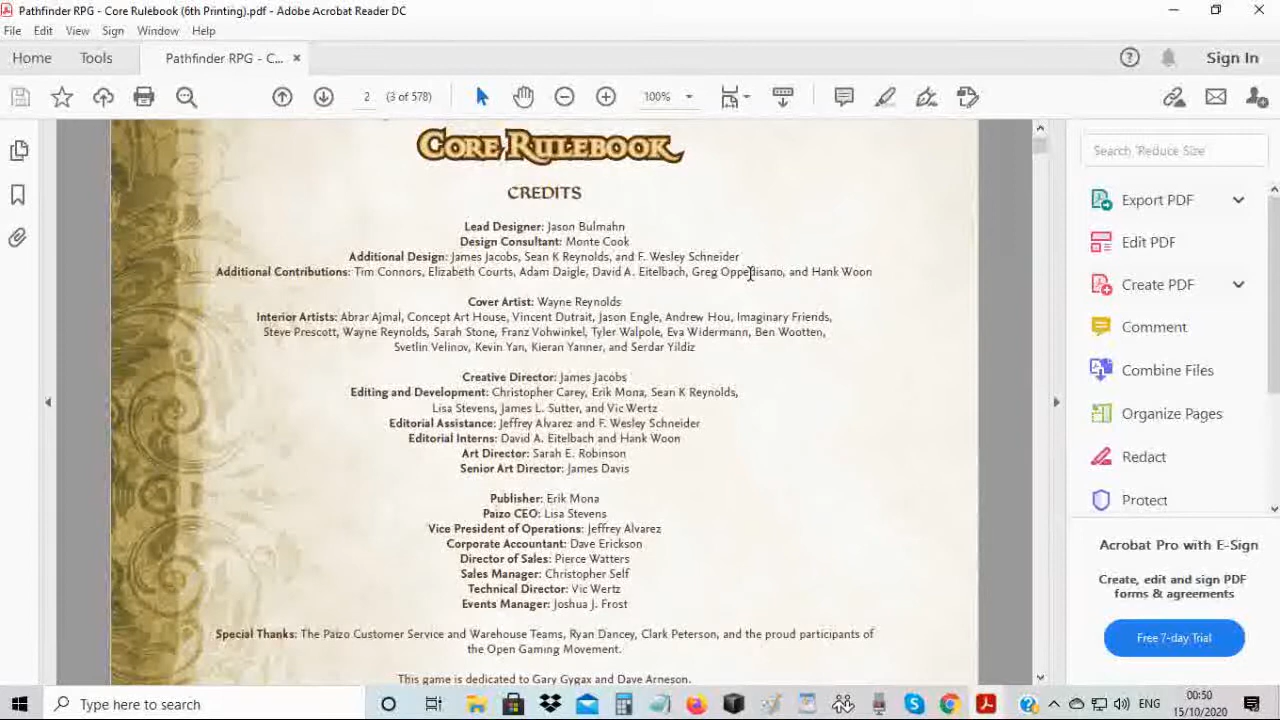 Pathfinder RPG - Core Rulebook (6th Printing).pdf - Adobe Acrobat Reader DC
File Edit View Sign Window Help
Home Tools Pathfinder RPG - C... × Sign In
2 (3 of 578) 100%
CORE RULEBOOK
CREDITS
Lead Designer: Jason Bulmahn
Design Consultant: Monte Cook
Additional Design: James Jacobs, Sean K Reynolds, and F. Wesley Schneider
Additional Contributions: Tim Connors, Elizabeth Courts, Adam Daigle, David A. Eitelbach, Greg Oppedisano, and Hank Woon
Cover Artist: Wayne Reynolds
Interior Artists: Abrar Ajmal, Concept Art House, Vincent Dutrait, Jason Engle, Andrew Hou, Imaginary Friends,
Steve Prescott, Wayne Reynolds, Sarah Stone, Franz Vohwinkel, Tyler Walpole, Eva Widermann, Ben Wootten,
Svetlin Velinov, Kevin Yan, Kieran Yanner, and Serdar Yildiz
Creative Director: James Jacobs
Editing and Development: Christopher Carey, Erik Mona, Sean K Reynolds,
Lisa Stevens, James L. Sutter, and Vic Wertz
Editorial Assistance: Jeffrey Alvarez and F. Wesley Schneider
Editorial Interns: David A. Eitelbach and Hank Woon
Art Director: Sarah E. Robinson
Senior Art Director: James Davis
Publisher: Erik Mona
Paizo CEO: Lisa Stevens
Vice President of Operations: Jeffrey Alvarez
Corporate Accountant: Dave Erickson
Director of Sales: Pierce Watters
Sales Manager: Christopher Self
Technical Director: Vic Wertz
Events Manager: Joshua J. Frost
Special Thanks: The Paizo Customer Service and Warehouse Teams, Ryan Dancey, Clark Peterson, and the proud participants of
the Open Gaming Movement.
This game is dedicated to Gary Gygax and Dave Arneson.
Search 'Reduce Size'
Export PDF
Edit PDF
Create PDF
Comment
Combine Files
Organize Pages
Redact
Protect
Acrobat Pro with E-Sign
Create, edit and sign PDF
forms & agreements
Free 7-day Trial
Type here to search
ENG
00:50
15/10/2020